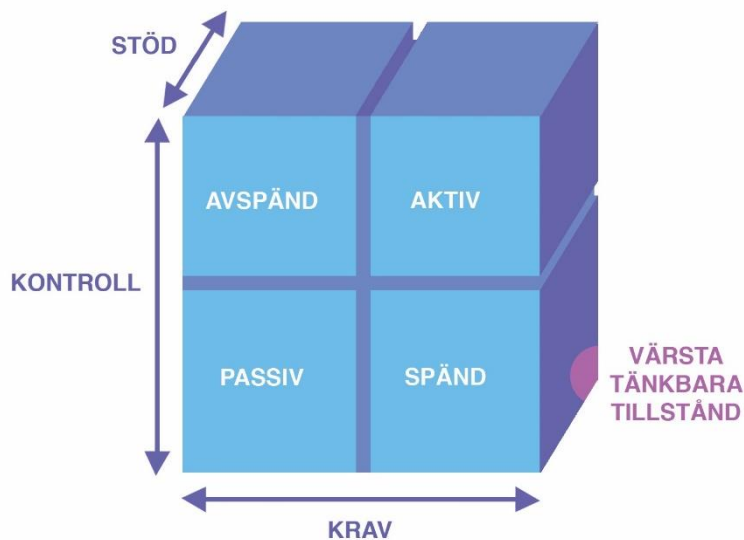 STÖD
AVSPÄND
AKTIV
KONTROLL
PASSIV
SPÄND
VÄRSTA
TÄNKBARA
TILLSTÅND
KRAV